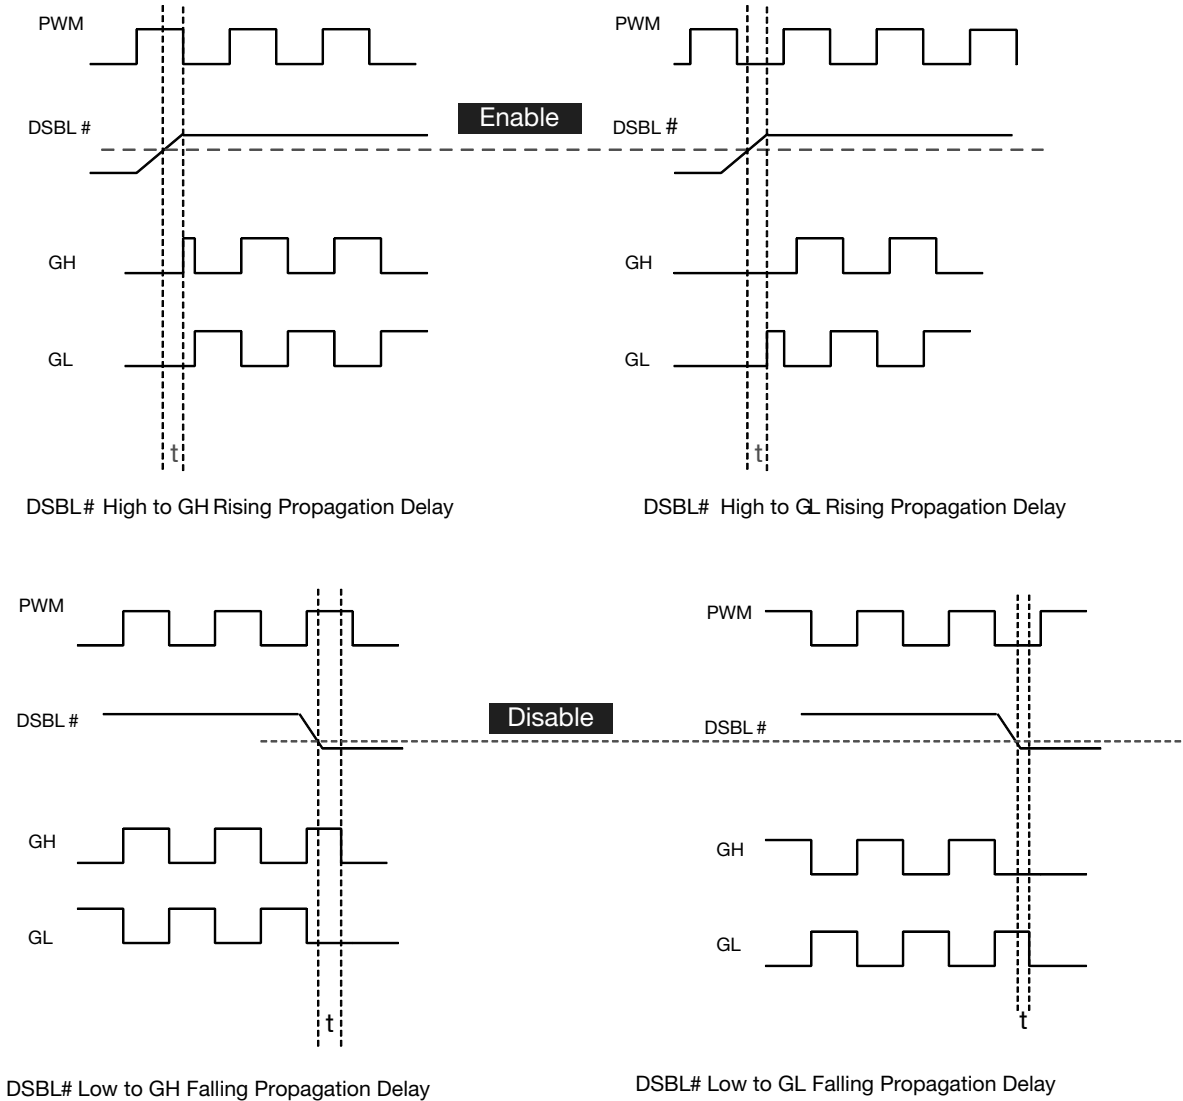 PWM
PWM
DSBL #
Enable
DSBL #
GH
GH
GL
GL
t
t
DSBL# High to GH Rising Propagation Delay
DSBL# High to GL Rising Propagation Delay
PWM
PWM
DSBL #
Disable
DSBL #
GH
GH
GL
GL
t
t
DSBL# Low to GH Falling Propagation Delay
DSBL# Low to GL Falling Propagation Delay